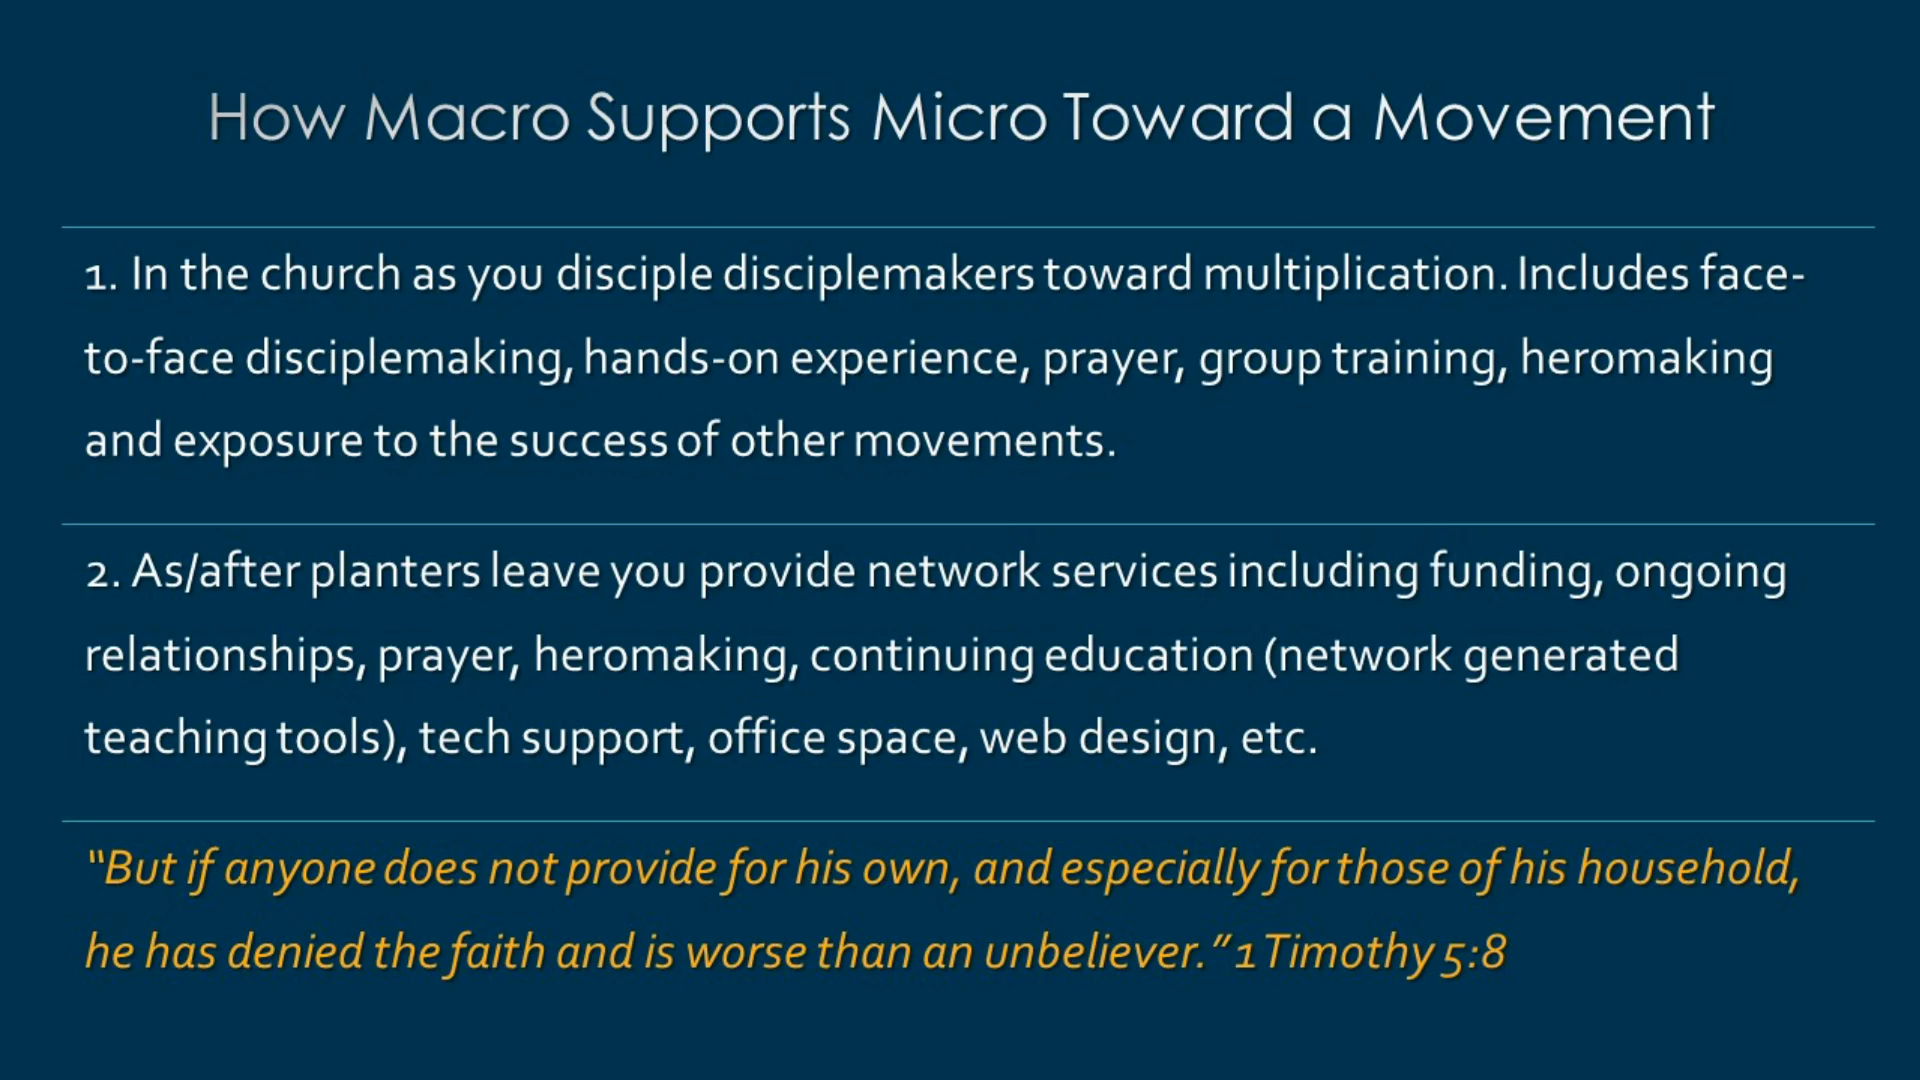 How Macro Supports Micro Toward a Movement
1. In the church as you disciple disciplemakers toward multiplication. Includes face-
to-face disciplemaking, hands-on experience, prayer, group training, heromaking
and exposure to the success of other movements.
2. As/after planters leave you provide network services including funding, ongoing
relationships, prayer, heromaking, continuing education (network generated
teaching tools), tech support, office space, web design, etc.
“But if anyone does not provide for his own, and especially for those of his household,
he has denied the faith and is worse than an unbeliever.” 1 Timothy 5:8